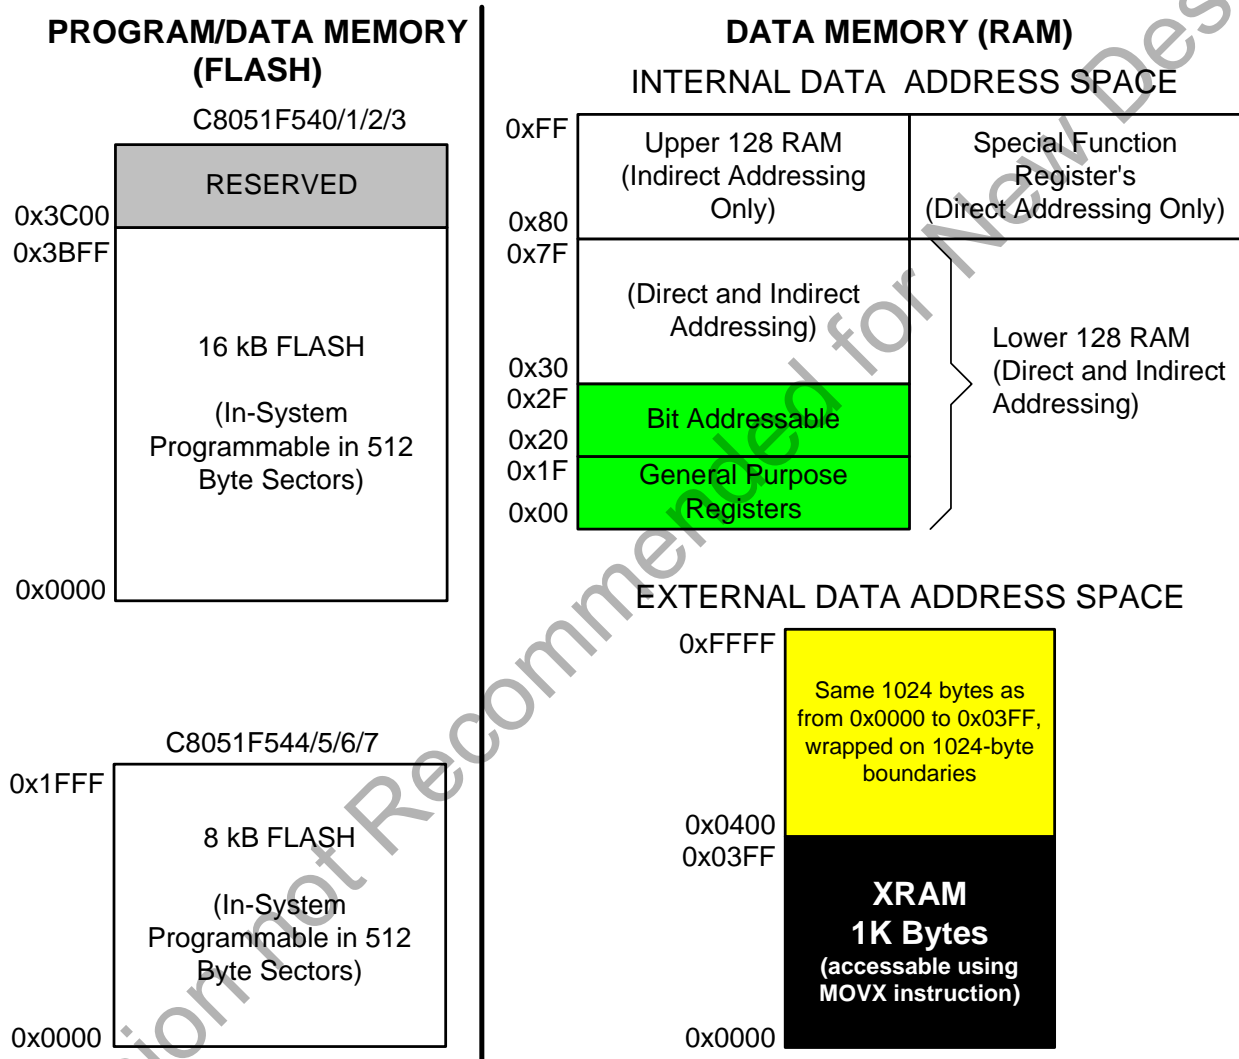 PROGRAM/DATA MEMORY
(FLASH)
C8051F540/1/2/3
RESERVED
0x3C00
0x3BFF
16 kB FLASH
(In-System
Programmable in 512
Byte Sectors)
0x0000
C8051F544/5/6/7
0x1FFF
8 kB FLASH
(In-System
Programmable in 512
Byte Sectors)
0x0000
DATA MEMORY (RAM)
INTERNAL DATA ADDRESS SPACE
0xFF
Upper 128 RAM
(Indirect Addressing
Only)
0x80
Special Function
Register's
(Direct Addressing Only)
0x7F
(Direct and Indirect
Addressing)
0x30
Lower 128 RAM
(Direct and Indirect
Addressing)
0x2F
Bit Addressable
0x20
0x1F
General Purpose
Registers
0x00
EXTERNAL DATA ADDRESS SPACE
0xFFFF
Same 1024 bytes as
from 0x0000 to 0x03FF,
wrapped on 1024-byte
boundaries
0x0400
0x03FF
XRAM
1K Bytes
(accessable using
MOVX instruction)
0x0000
not Recommended for New